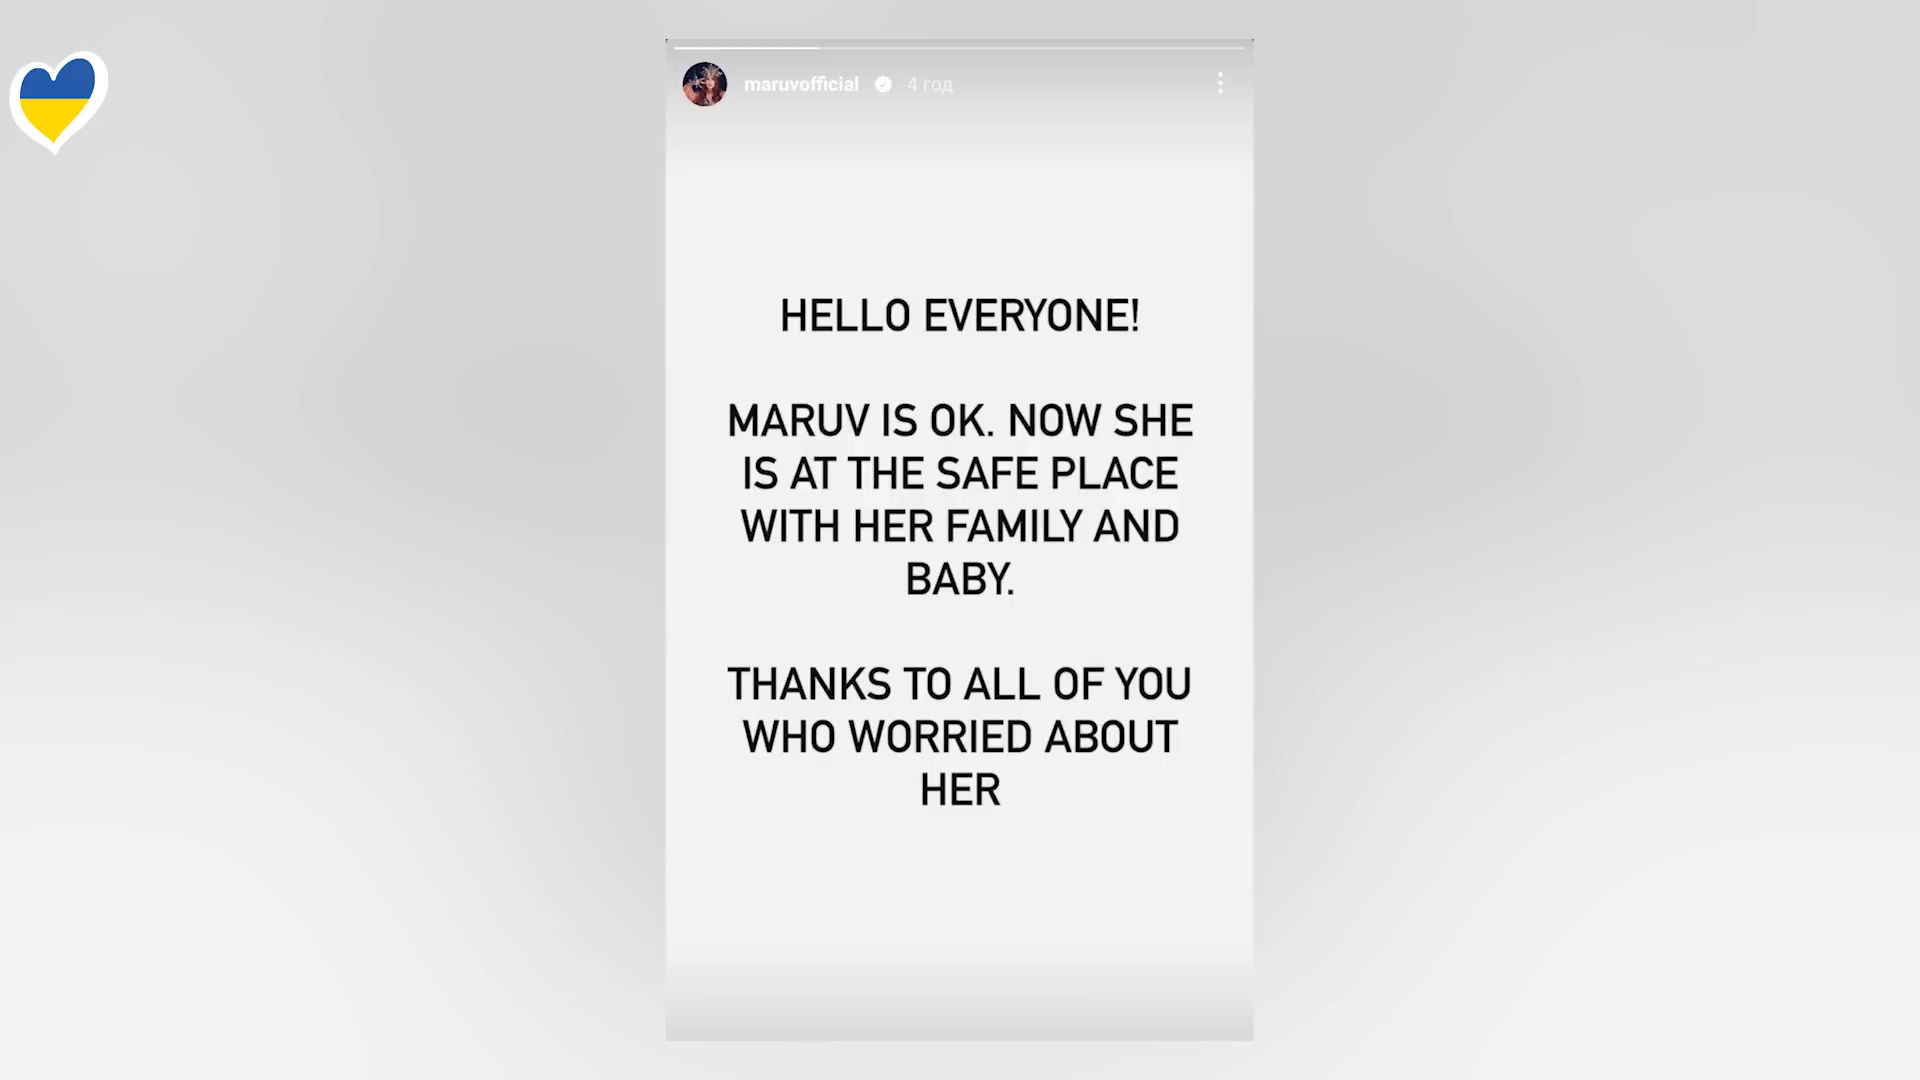 maruvofficial 4 год
HELLO EVERYONE!
MARUV IS OK. NOW SHE
IS AT THE SAFE PLACE
WITH HER FAMILY AND
BABY.
THANKS TO ALL OF YOU
WHO WORRIED ABOUT
HER